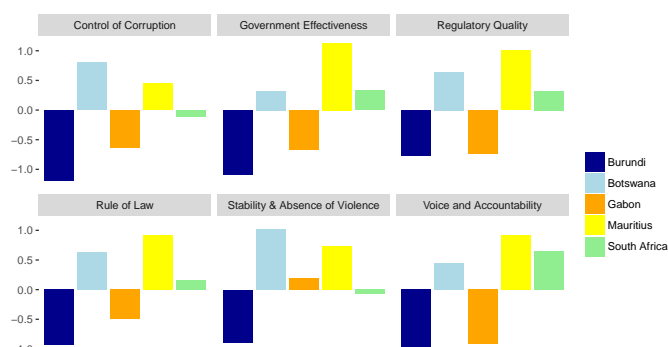 Control of Corruption
Government Effectiveness
Regulatory Quality
1.0
0.5
0.0
−0.5
−1.0
Rule of Law
Stability & Absence of Violence
Voice and Accountability
1.0
0.5
0.0
−0.5
−1.0
Burundi
Botswana
Gabon
Mauritius
South Africa